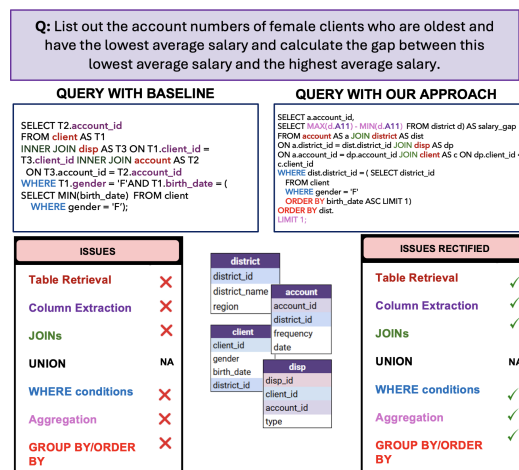 Q: List out the account numbers of female clients who are oldest and
have the lowest average salary and calculate the gap between this
lowest average salary and the highest average salary.
QUERY WITH BASELINE
SELECT T2.account_id
FROM client AS T1
INNER JOIN disp AS T3 ON T1.client_id =
T3.client_id INNER JOIN account AS T2
ON T3.account_id = T2.account_id
WHERE T1.gender = 'F'AND T1.birth_date = (
SELECT MIN(birth_date) FROM client
WHERE gender = 'F');
QUERY WITH OUR APPROACH
SELECT a.account_id,
SELECT MAX(d.A11) - MIN(d.A11) FROM district d) AS salary_gap
FROM account AS a JOIN district AS dist
ON a.district_id = dist.district_id JOIN disp AS dp
ON a.account_id = dp.account_id JOIN client AS c ON dp.client_id
c.client_id
WHERE dist.district_id = ( SELECT district_id
FROM client
WHERE gender = 'F'
ORDER BY birth_date ASC LIMIT 1)
ORDER BY dist.
LIMIT 1;
ISSUES
Table Retrieval
Column Extraction
JOINs
UNION NA
WHERE conditions
Aggregation
GROUP BY/ORDER
BY
district
district_id
district_name
region
account
account_id
district_id
frequency
date
client
client_id
gender
birth_date
district_id
disp
disp_id
client_id
account_id
type
ISSUES RECTIFIED
Table Retrieval
Column Extraction
JOINs
UNION
WHERE conditions
Aggregation
GROUP BY/ORDER
BY